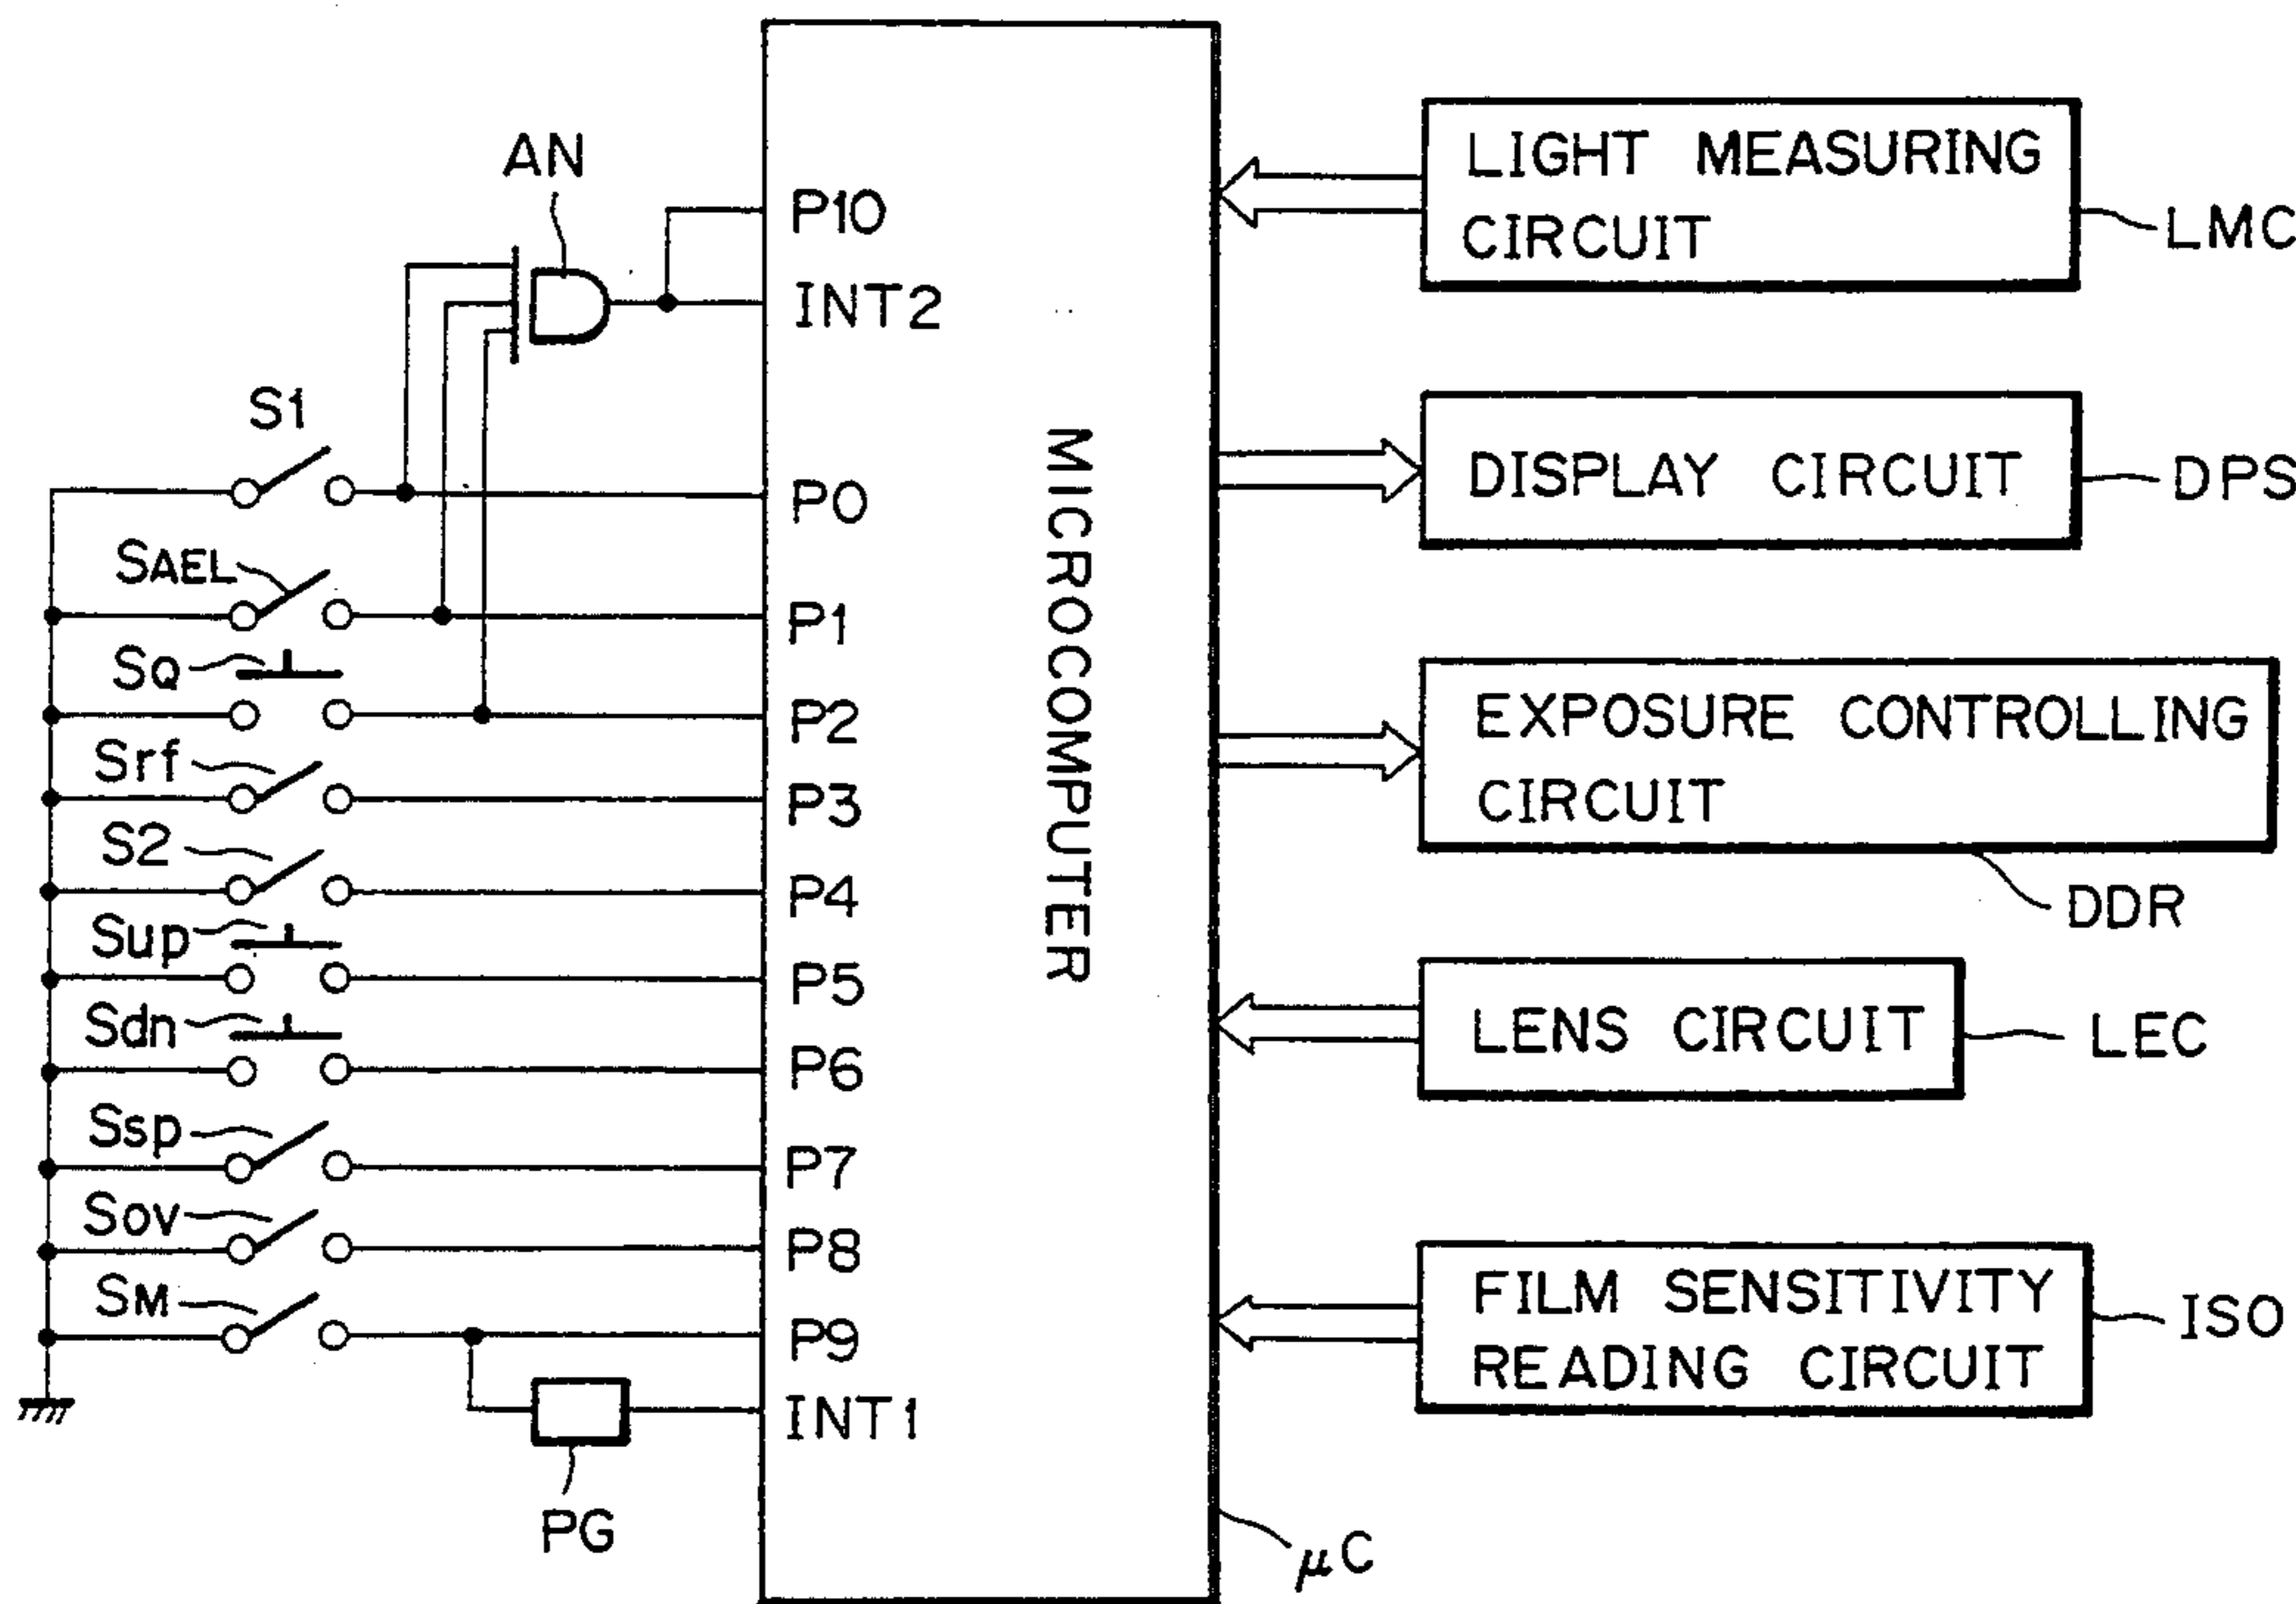 AN
P10
INT2
S1
P0
SAEL
P1
SQ
P2
Srf
P3
S2
P4
Sup
P5
Sdn
P6
Ssp
P7
Sov
P8
SM
P9
INT1
PG
MICROCOMPUTER
μC
LIGHT MEASURING
CIRCUIT
LMC
DISPLAY CIRCUIT
DPS
EXPOSURE CONTROLLING
CIRCUIT
DDR
LENS CIRCUIT
LEC
FILM SENSITIVITY
READING CIRCUIT
ISO